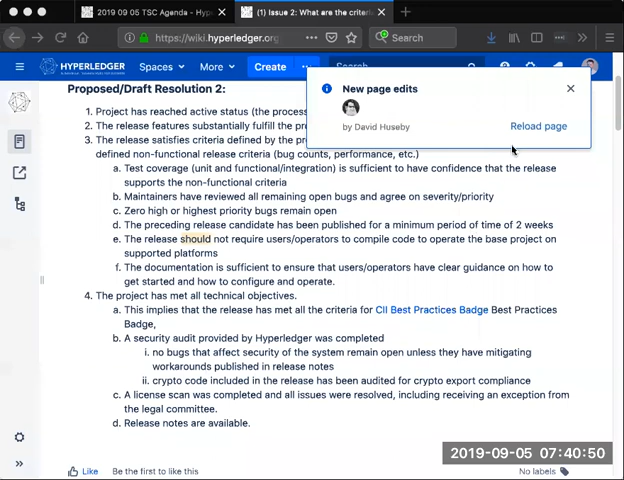 2019 09 05 TSC Agenda - Hyp
(1) Issue 2: What are the criteri
https://wiki.hyperledger.org
Search
HYPERLEDGER
Spaces
More
Create
Search
Proposed/Draft Resolution 2:
New page edits
by David Huseby
Reload page
1. Project has reached active status (the process
2. The release features substantially fulfill the pr
3. The release satisfies criteria defined by the pr
defined non-functional release criteria (bug counts, performance, etc.)
a. Test coverage (unit and functional/integration) is sufficient to have confidence that the release
supports the non-functional criteria
b. Maintainers have reviewed all remaining open bugs and agree on severity/priority
c. Zero high or highest priority bugs remain open
d. The preceding release candidate has been published for a minimum period of time of 2 weeks
e. The release should not require users/operators to compile code to operate the base project on
supported platforms
f. The documentation is sufficient to ensure that users/operators have clear guidance on how to
get started and how to configure and operate.
4. The project has met all technical objectives.
a. This implies that the release has met all the criteria for CII Best Practices Badge Best Practices
Badge,
b. A security audit provided by Hyperledger was completed
i. no bugs that affect security of the system remain open unless they have mitigating
workarounds published in release notes
ii. crypto code included in the release has been audited for crypto export compliance
c. A license scan was completed and all issues were resolved, including receiving an exception from
the legal committee.
d. Release notes are available.
2019-09-05 07:40:50
Like
Be the first to like this
No labels